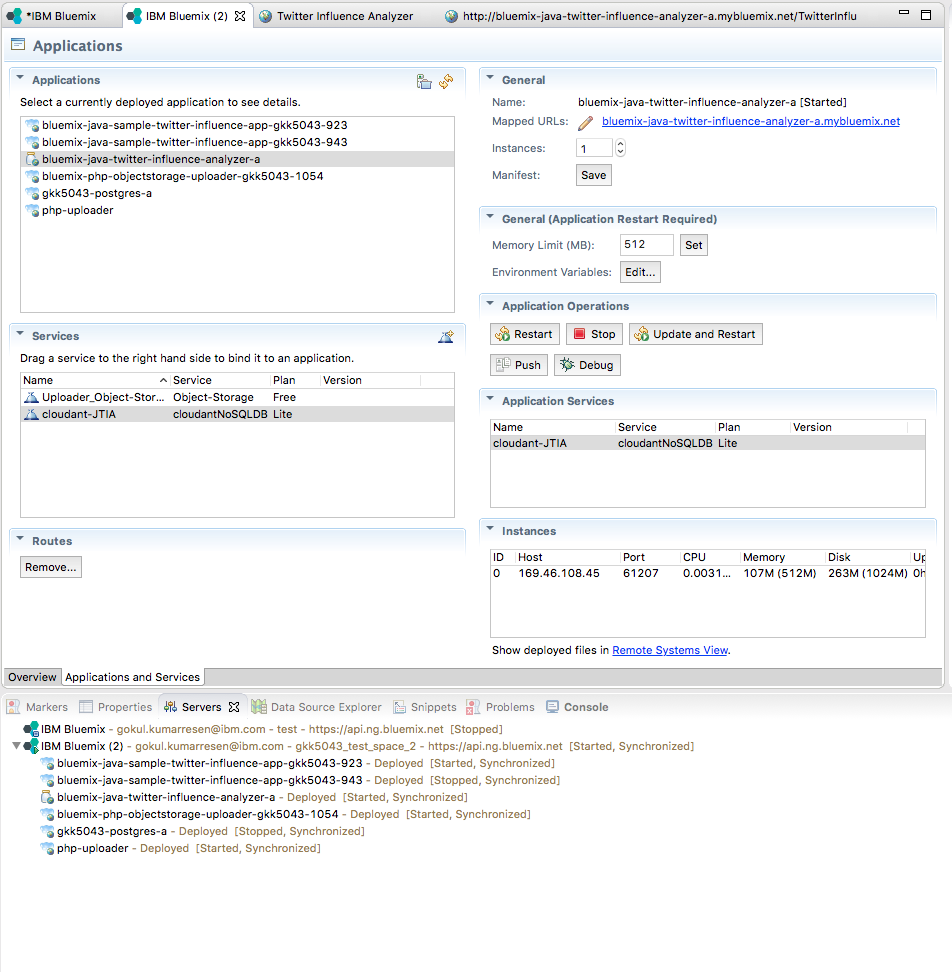 *IBM Bluemix
IBM Bluemix (2)
Twitter Influence Analyzer
http://bluemix-java-twitter-influence-analyzer-a.mybluemix.net/TwitterInflu
Applications
Applications
Select a currently deployed application to see details.
bluemix-java-sample-twitter-influence-app-gkk5043-923
bluemix-java-sample-twitter-influence-app-gkk5043-943
bluemix-java-twitter-influence-analyzer-a
bluemix-php-objectstorage-uploader-gkk5043-1054
gkk5043-postgres-a
php-uploader
Services
Drag a service to the right hand side to bind it to an application.
Name Service Plan Version
Uploader_Object-Stor... Object-Storage Free
cloudant-JTIA cloudantNoSQLDB Lite
Routes
Remove...
General
Name: bluemix-java-twitter-influence-analyzer-a [Started]
Mapped URLs: bluemix-java-twitter-influence-analyzer-a.mybluemix.net
Instances: 1
Manifest: Save
General (Application Restart Required)
Memory Limit (MB): 512 Set
Environment Variables: Edit...
Application Operations
Restart Stop Update and Restart
Push Debug
Application Services
Name Service Plan Version
cloudant-JTIA cloudantNoSQLDB Lite
Instances
ID Host Port CPU Memory Disk Up
0 169.46.108.45 61207 0.0031... 107M (512M) 263M (1024M) 0h
Show deployed files in Remote Systems View.
Overview Applications and Services
Markers Properties Servers Data Source Explorer Snippets Problems Console
IBM Bluemix - gokul.kumarresen@ibm.com - test - https://api.ng.bluemix.net [Stopped]
IBM Bluemix (2) - gokul.kumarresen@ibm.com - gkk5043_test_space_2 - https://api.ng.bluemix.net [Started, Synchronized]
bluemix-java-sample-twitter-influence-app-gkk5043-923 - Deployed [Started, Synchronized]
bluemix-java-sample-twitter-influence-app-gkk5043-943 - Deployed [Stopped, Synchronized]
bluemix-java-twitter-influence-analyzer-a - Deployed [Started, Synchronized]
bluemix-php-objectstorage-uploader-gkk5043-1054 - Deployed [Started, Synchronized]
gkk5043-postgres-a - Deployed [Stopped, Synchronized]
php-uploader - Deployed [Started, Synchronized]